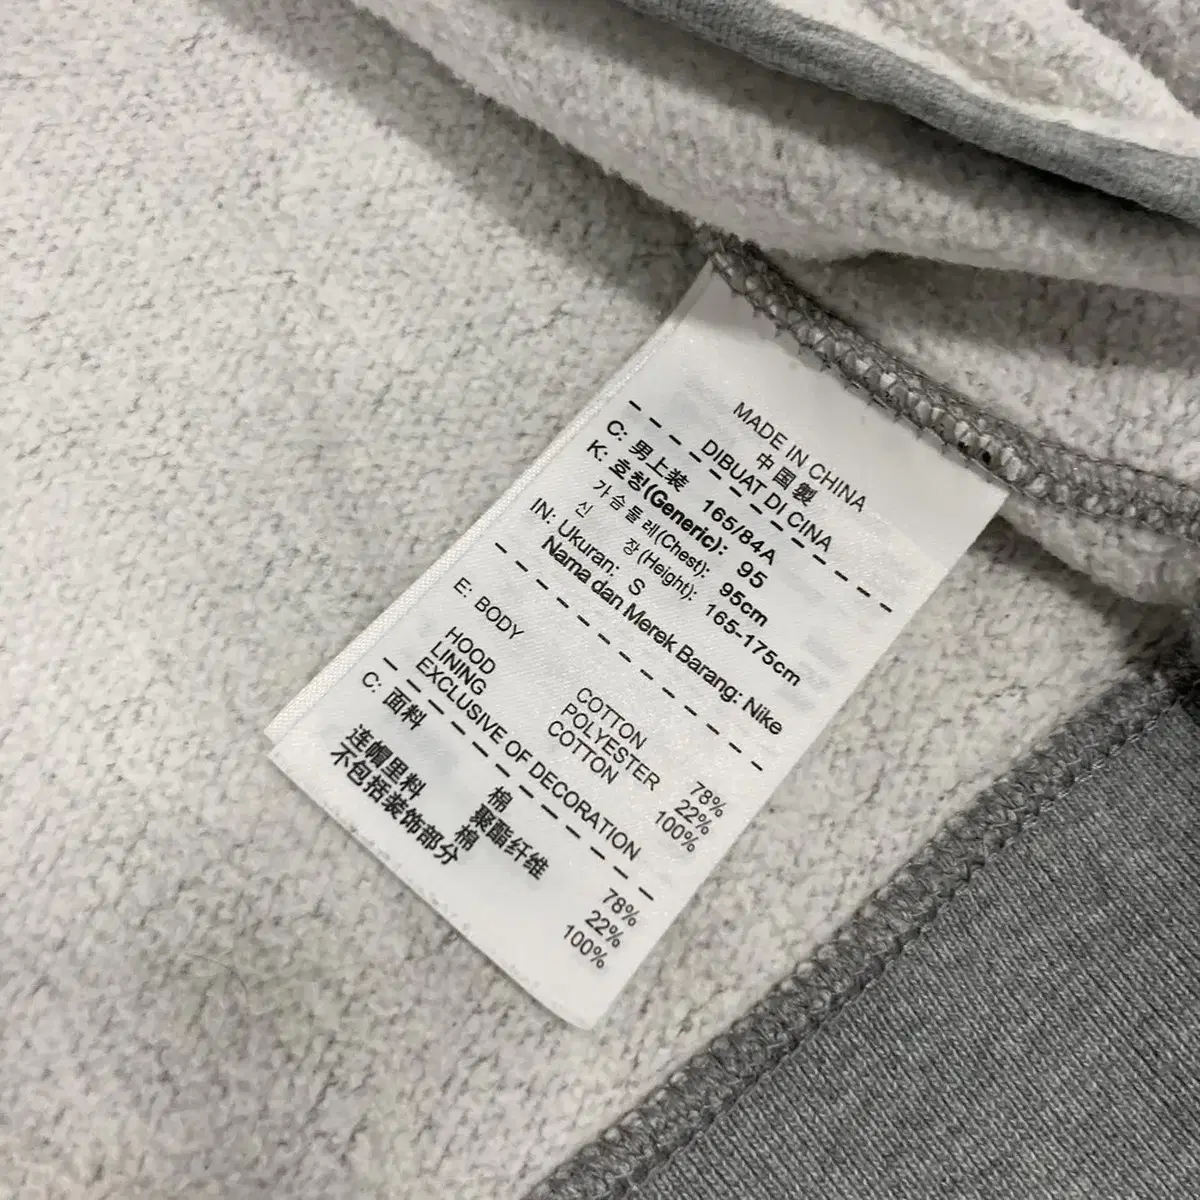 MADE IN CHINA
中国製
DIBUAT DI CINA
C: 男上装 165/84A
K: 호칭(Generic): 95
가슴둘레(Chest): 95cm
신 장(Height): 165-175cm
IN: Ukuran: S
Nama dan Merek Barang: Nike
E: BODY COTTON 78%
POLYESTER 22%
HOOD LINING COTTON 100%
EXCLUSIVE OF DECORATION
C: 面料 棉 78%
聚酯纤维 22%
连帽里料 棉 100%
不包括装饰部分